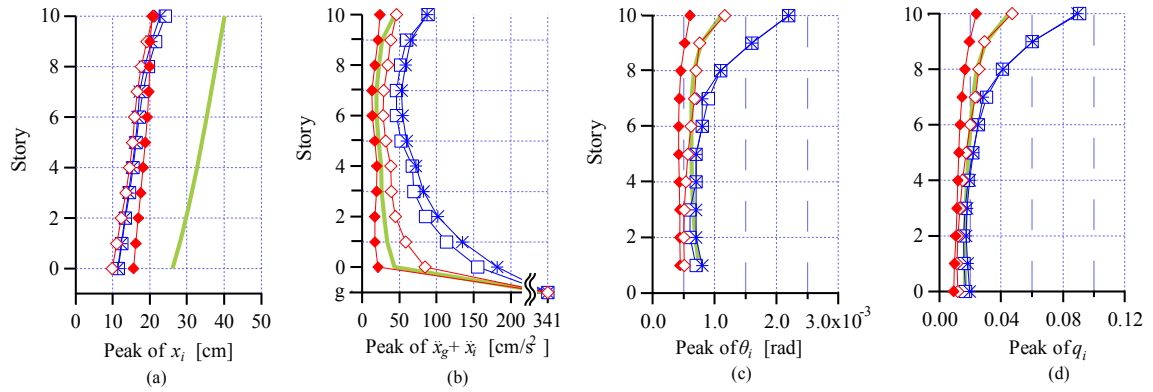 10
8
6
4
2
0
Story
0 10 20 30 40 50
Peak of x_i [cm]
(a)
10
8
6
4
2
0
g
Story
0 50 100 150 200 341
Peak of ẍ_g + ẍ_i [cm/s²]
(b)
10
8
6
4
2
0
Story
0.0 1.0 2.0 3.0x10⁻³
Peak of θ_i [rad]
(c)
10
8
6
4
2
0
Story
0.00 0.04 0.08 0.12
Peak of q_i
(d)